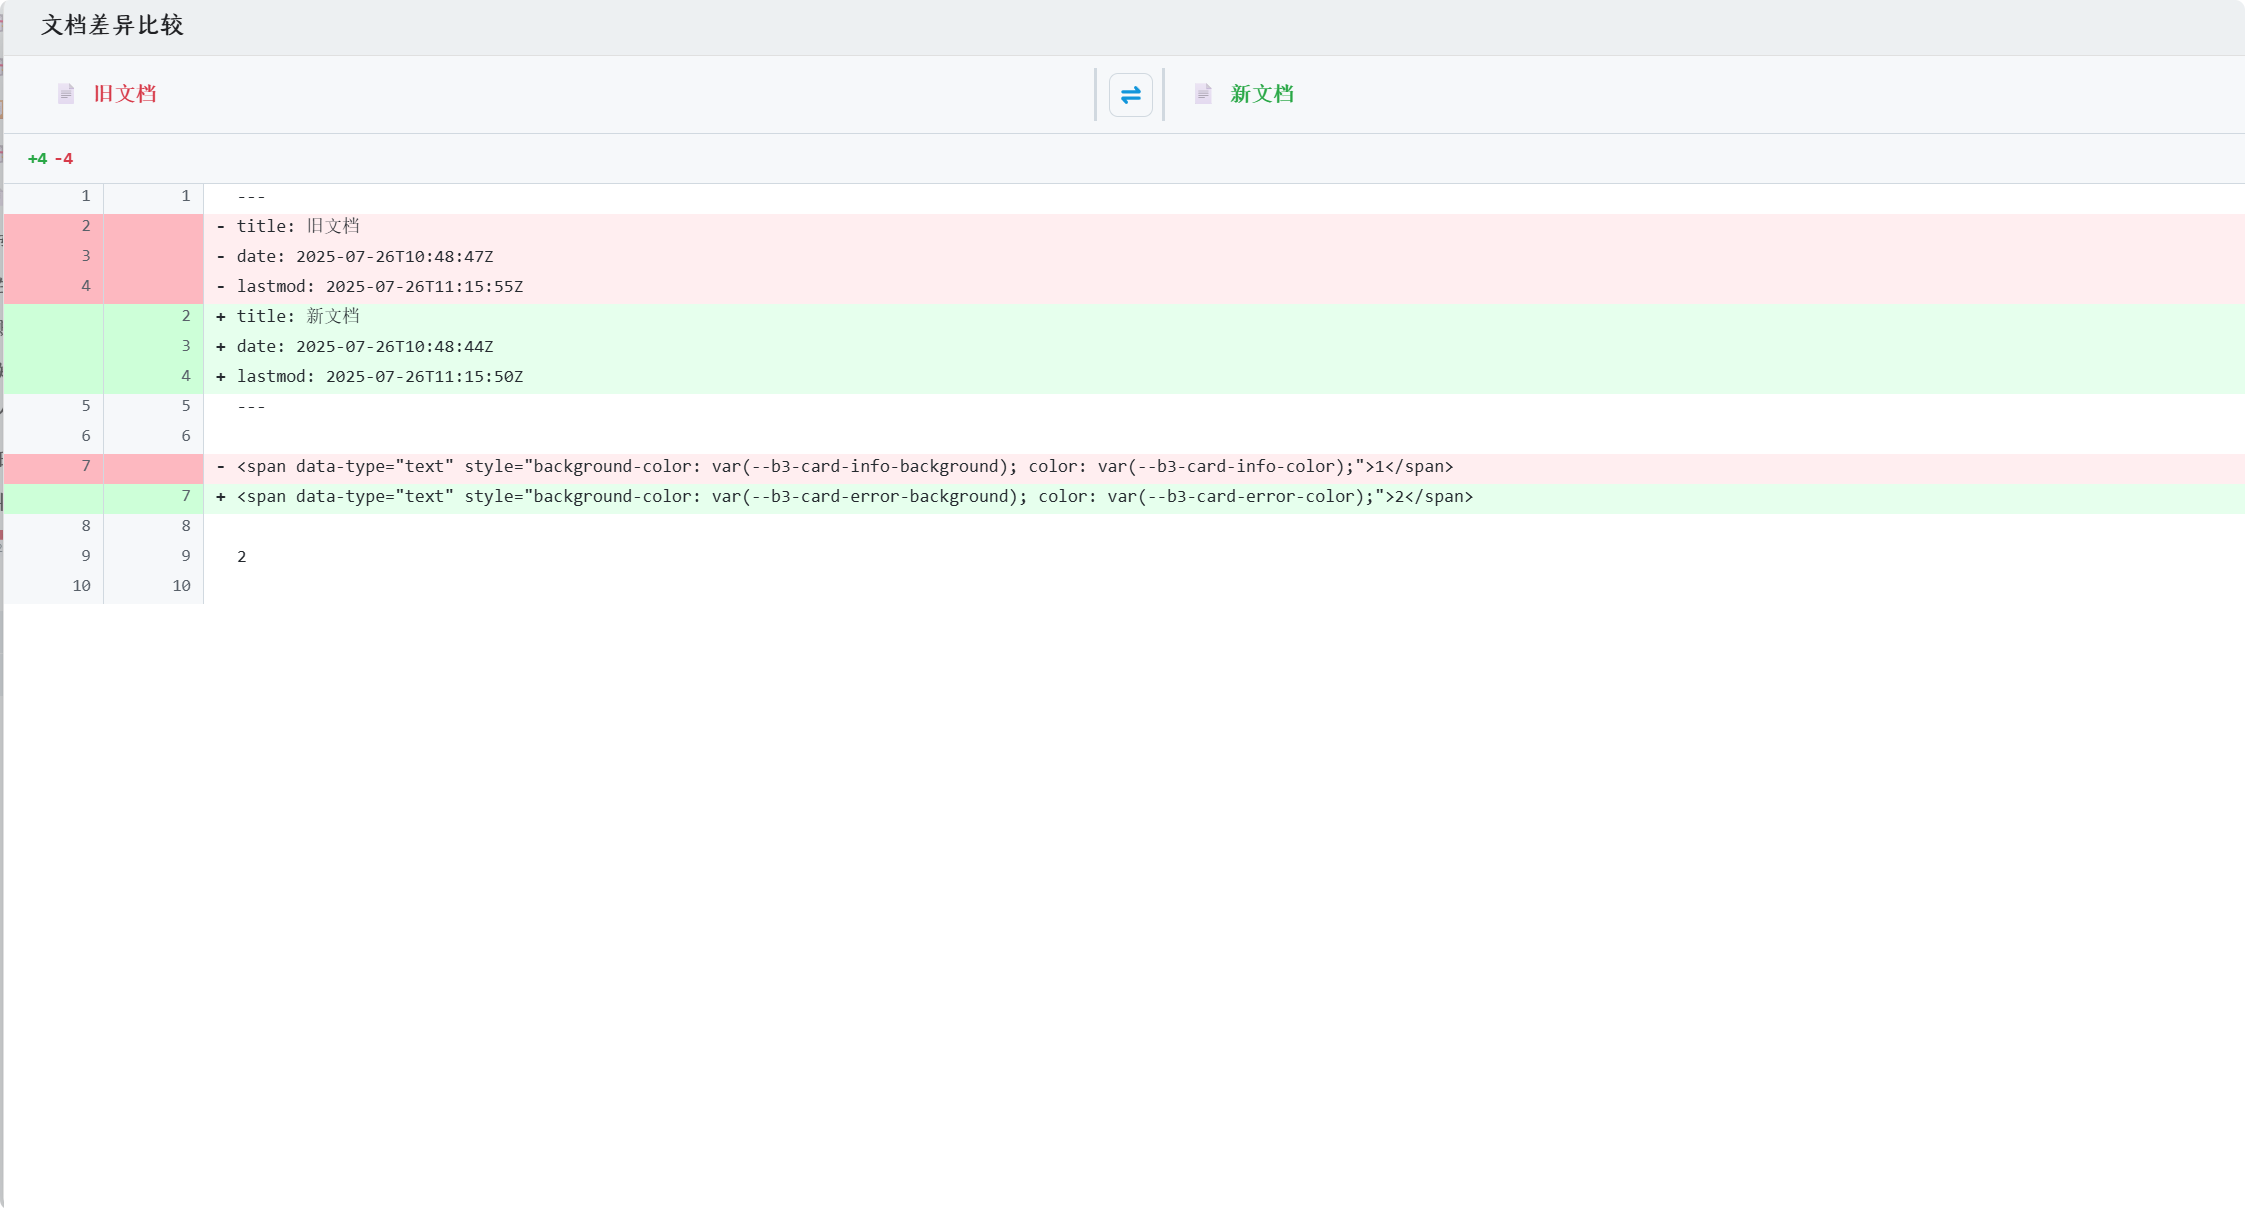 文档差异比较
旧文档
新文档
+4 -4
1 1 ---
2 - title: 旧文档
3 - date: 2025-07-26T10:48:47Z
4 - lastmod: 2025-07-26T11:15:55Z
2 + title: 新文档
3 + date: 2025-07-26T10:48:44Z
4 + lastmod: 2025-07-26T11:15:50Z
5 5 ---
6 6
7 - <span data-type="text" style="background-color: var(--b3-card-info-background); color: var(--b3-card-info-color);">1</span>
7 + <span data-type="text" style="background-color: var(--b3-card-error-background); color: var(--b3-card-error-color);">2</span>
8 8
9 9 2
10 10